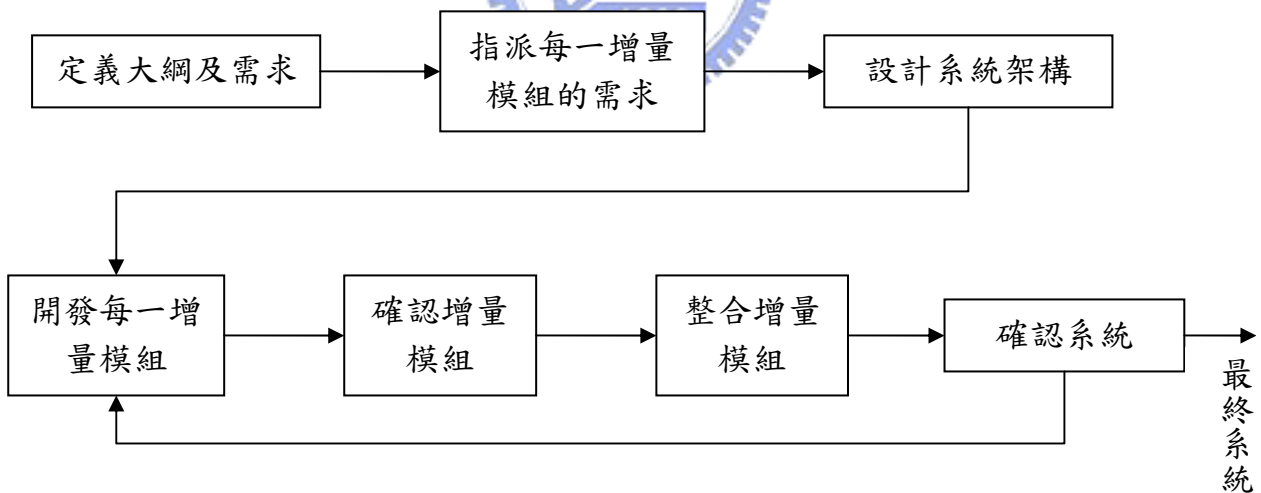 定義大綱及需求
指派每一增量
模組的需求
設計系統架構
開發每一增
量模組
確認增量
模組
整合增量
模組
確認系統
最終系統